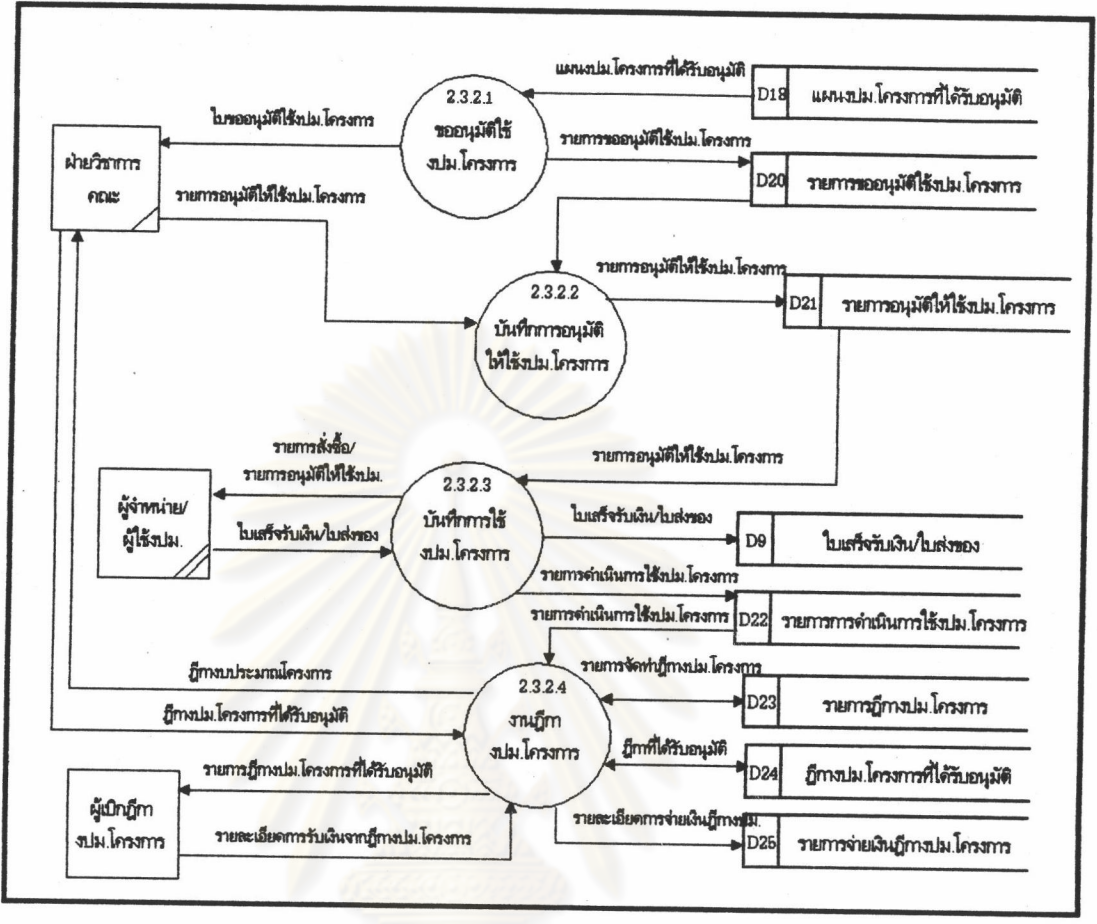 แผนงปม.โครงการที่ได้รับอนุมัติ
D18 แผนงปม.โครงการที่ได้รับอนุมัติ
2.3.2.1
ขออนุมัติใช้
งปม.โครงการ
ใบขออนุมัติใช้งปม.โครงการ
รายการขออนุมัติใช้งปม.โครงการ
ฝ่ายวิชาการ
คณะ
D20 รายการขออนุมัติใช้งปม.โครงการ
รายการอนุมัติให้ใช้งปม.โครงการ
รายการอนุมัติให้ใช้งปม.โครงการ
2.3.2.2
บันทึกการอนุมัติ
ให้ใช้งปม.โครงการ
D21 รายการอนุมัติให้ใช้งปม.โครงการ
รายการสั่งซื้อ/
รายการอนุมัติให้ใช้งปม.
รายการอนุมัติให้ใช้งปม.โครงการ
ผู้จำหน่าย/
ผู้ใช้งปม.
2.3.2.3
บันทึกการใช้
งปม.โครงการ
ใบเสร็จรับเงิน/ใบส่งของ
ใบเสร็จรับเงิน/ใบส่งของ
D9 ใบเสร็จรับเงิน/ใบส่งของ
รายการดำเนินการใช้งปม.โครงการ
รายการดำเนินการใช้งปม.โครงการ
D22 รายการการดำเนินการใช้งปม.โครงการ
ฎีกางบประมาณโครงการ
รายการจัดทำฎีกางปม.โครงการ
2.3.2.4
งานฎีกา
งปม.โครงการ
D23 รายการฎีกางปม.โครงการ
ฎีกางปม.โครงการที่ได้รับอนุมัติ
ฎีกาที่ได้รับอนุมัติ
D24 ฎีกางปม.โครงการที่ได้รับอนุมัติ
รายการฎีกางปม.โครงการที่ได้รับอนุมัติ
ผู้เบิกฎีกา
งปม.โครงการ
รายละเอียดการรับเงินจากฎีกางปม.โครงการ
รายละเอียดการจ่ายเงินฎีกางปม.
D25 รายการจ่ายเงินฎีกางปม.โครงการ